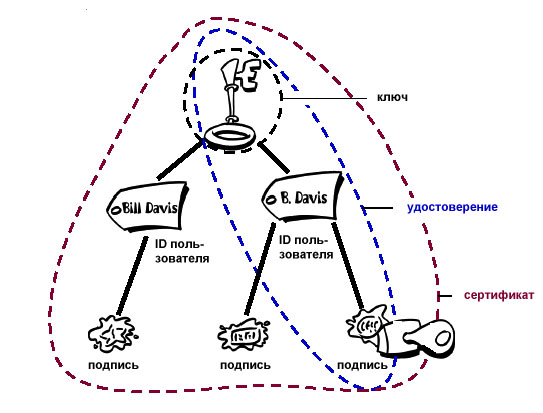 ключ
Bill Davis
B. Davis
удостоверение
ID поль-
зователя
ID поль-
зователя
сертификат
подпись
подпись
подпись